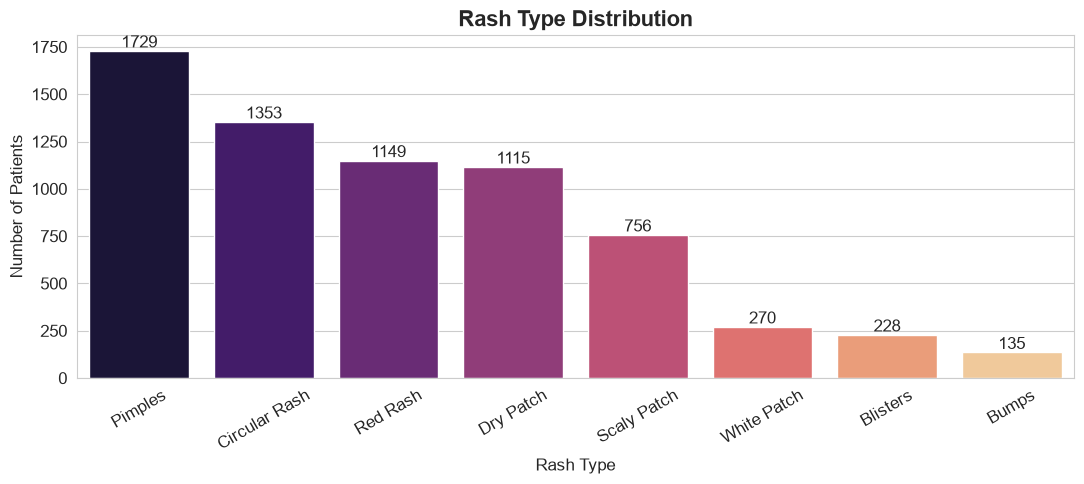 Rash Type Distribution
Number of Patients
1750
1500
1250
1000
750
500
250
0
1729
1353
1149
1115
756
270
228
135
Pimples
Circular Rash
Red Rash
Dry Patch
Scaly Patch
White Patch
Blisters
Bumps
Rash Type